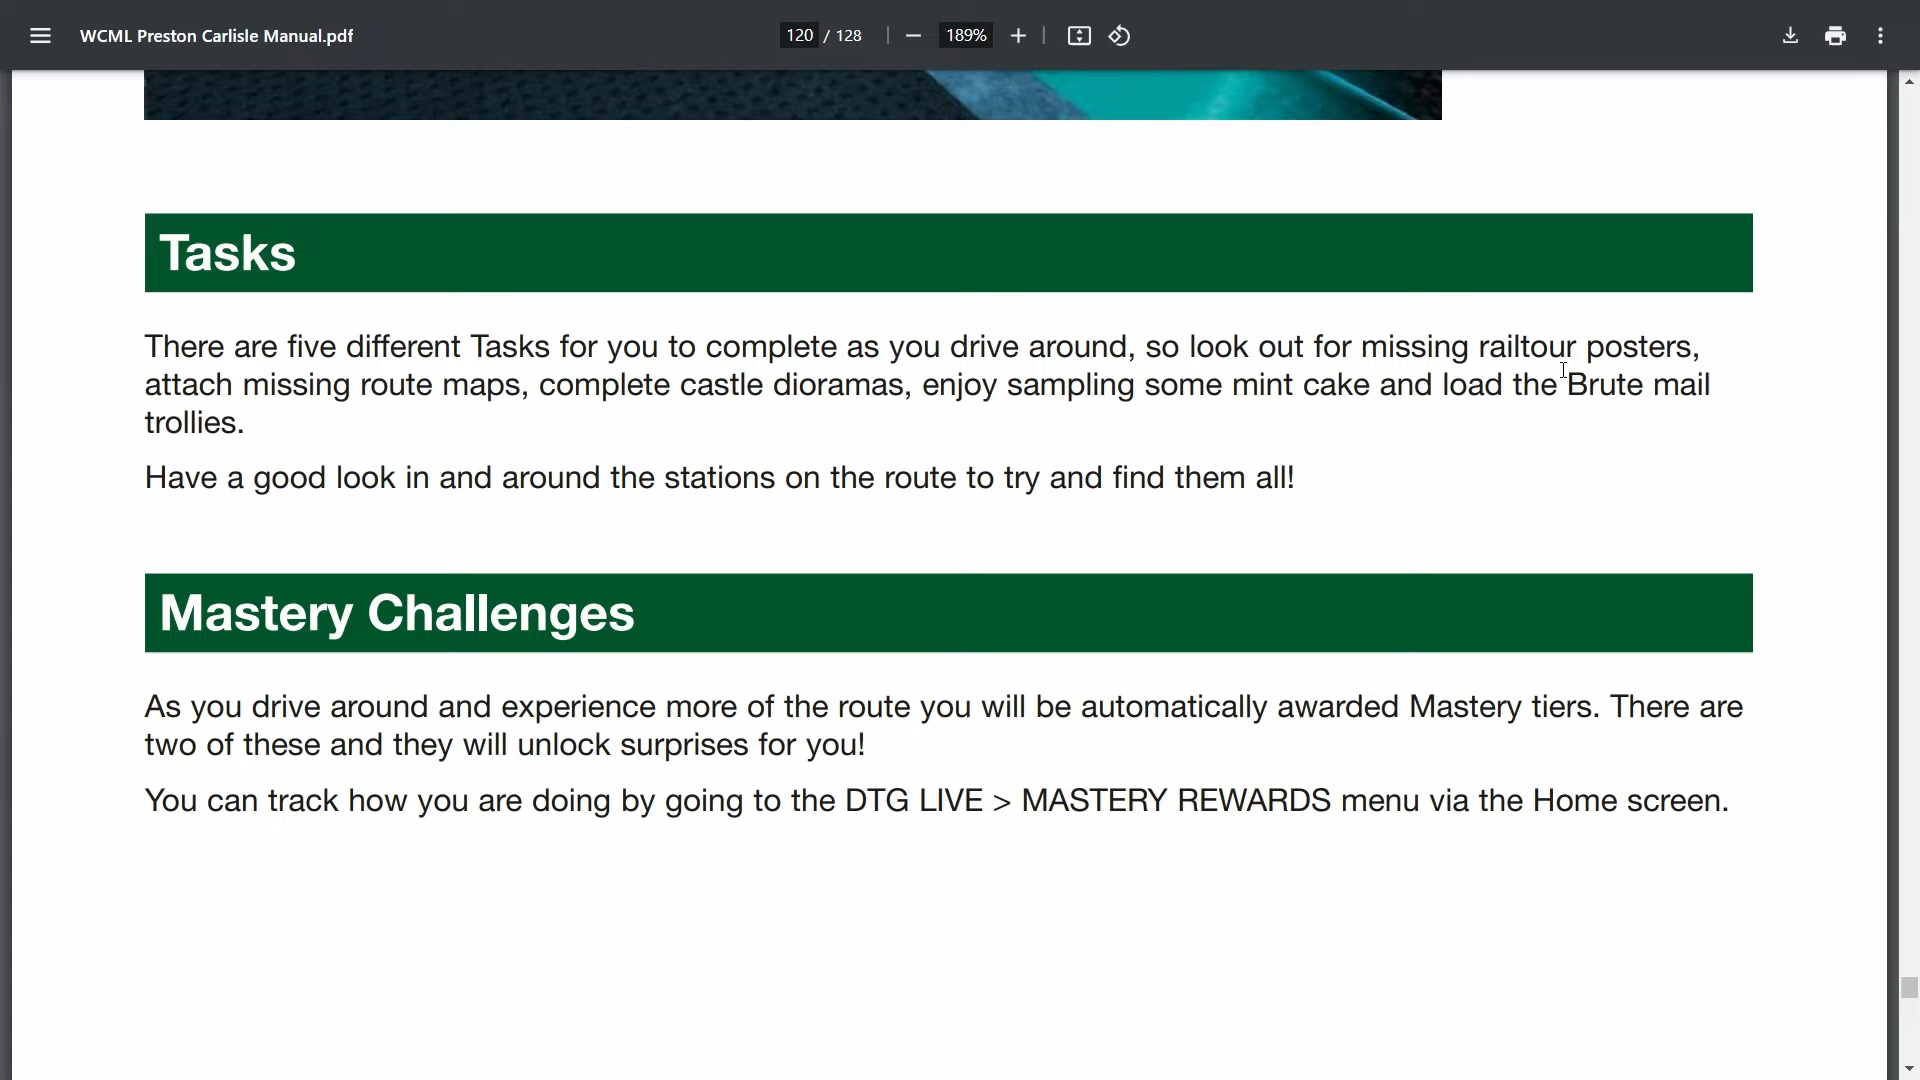 WCML Preston Carlisle Manual.pdf
120 / 128
189%
Tasks
There are five different Tasks for you to complete as you drive around, so look out for missing railtour posters,
attach missing route maps, complete castle dioramas, enjoy sampling some mint cake and load the Brute mail
trollies.
Have a good look in and around the stations on the route to try and find them all!
Mastery Challenges
As you drive around and experience more of the route you will be automatically awarded Mastery tiers. There are
two of these and they will unlock surprises for you!
You can track how you are doing by going to the DTG LIVE > MASTERY REWARDS menu via the Home screen.